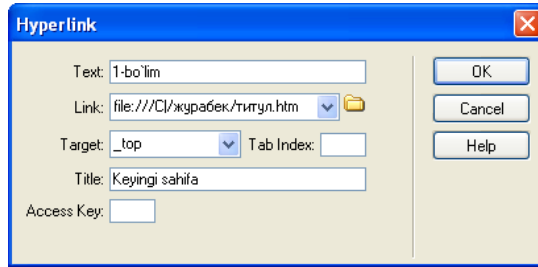 Hyperlink
Text: 1-bo`lim
OK
Link: file:///C|/журабек/титул.htm
Cancel
Target: _top Tab Index:
Help
Title: Keyingi sahifa
Access Key: